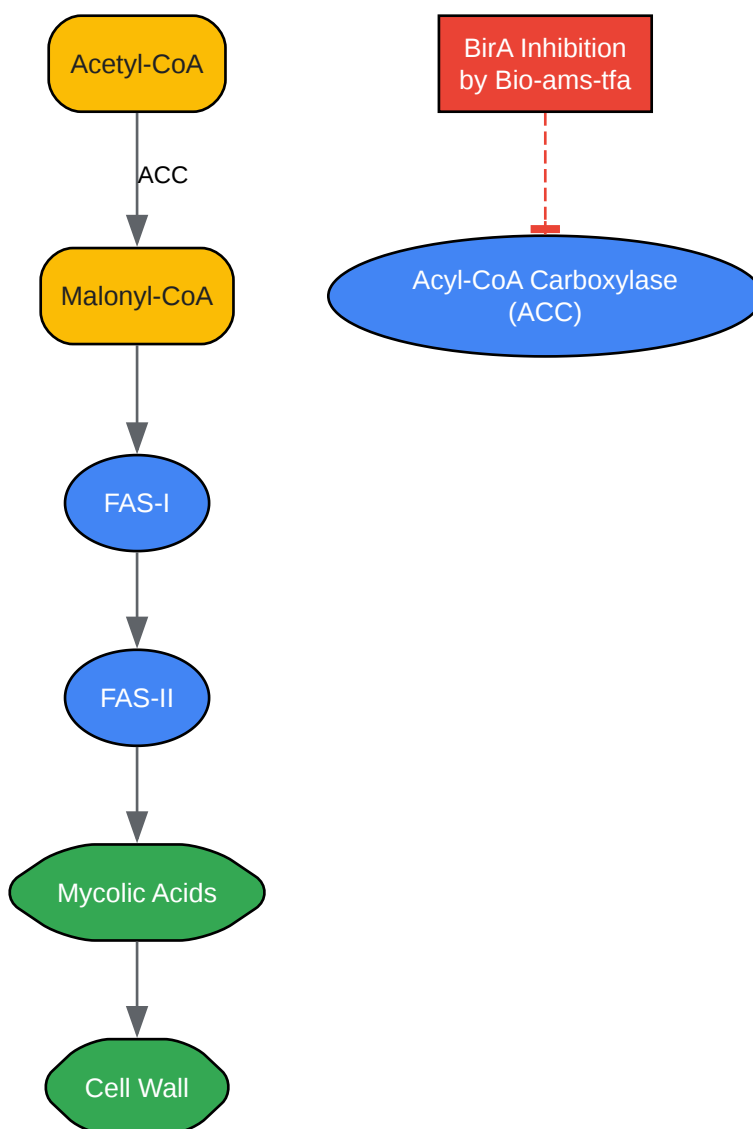 Acetyl-CoA
ACC
Malonyl-CoA
FAS-I
FAS-II
Mycolic Acids
Cell Wall
BirA Inhibition
by Bio-ams-tfa
Acyl-CoA Carboxylase
(ACC)